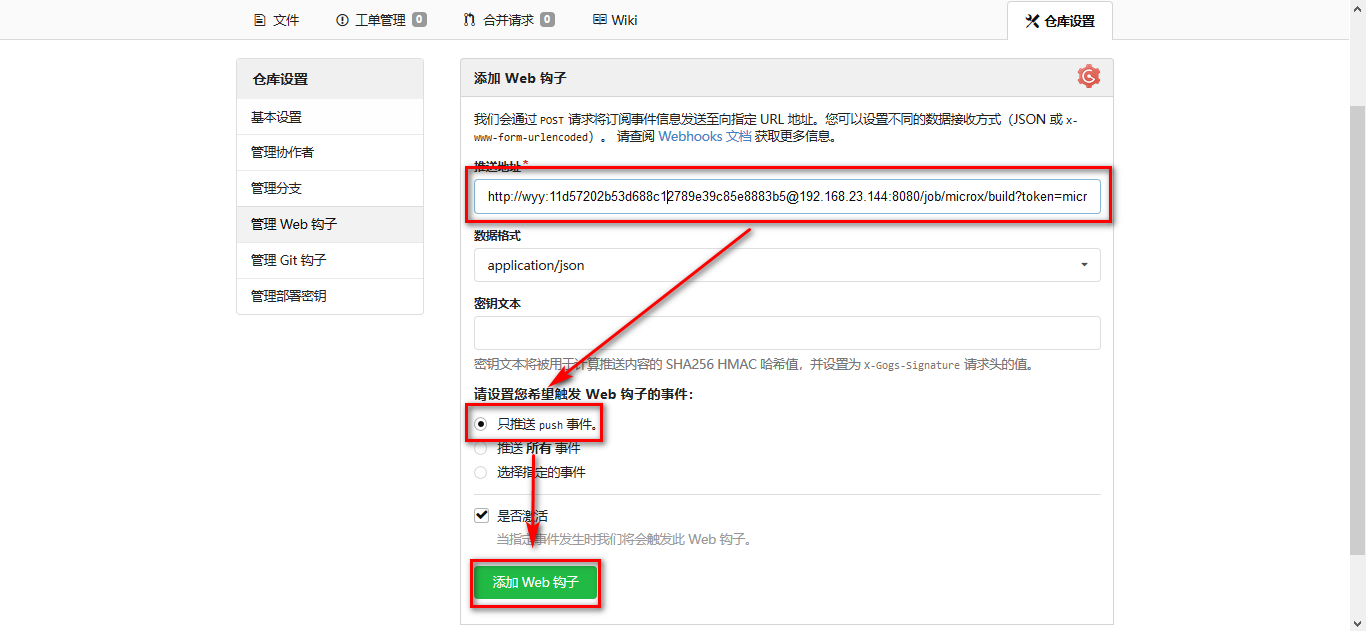 文件 工单管理 0 合并请求 0 Wiki 仓库设置
仓库设置
基本设置
管理协作者
管理分支
管理 Web 钩子
管理 Git 钩子
管理部署密钥
添加 Web 钩子
我们会通过 POST 请求将订阅事件信息发送至向指定 URL 地址。您可以设置不同的数据接收方式（JSON 或 x-
www-form-urlencoded）。 请查阅 Webhooks 文档 获取更多信息。
推送地址*
http://wyy:11d57202b53d688c12789e39c85e8883b5@192.168.23.144:8080/job/microx/build?token=micr
数据格式
application/json
密钥文本
密钥文本将被用于计算推送内容的 SHA256 HMAC 哈希值，并设置为 X-Gogs-Signature 请求头的值。
请设置您希望触发 Web 钩子的事件：
只推送 push 事件。
推送 所有 事件
选择指定的事件
是否激活
当指定事件发生时我们将会触发此 Web 钩子。
添加 Web 钩子